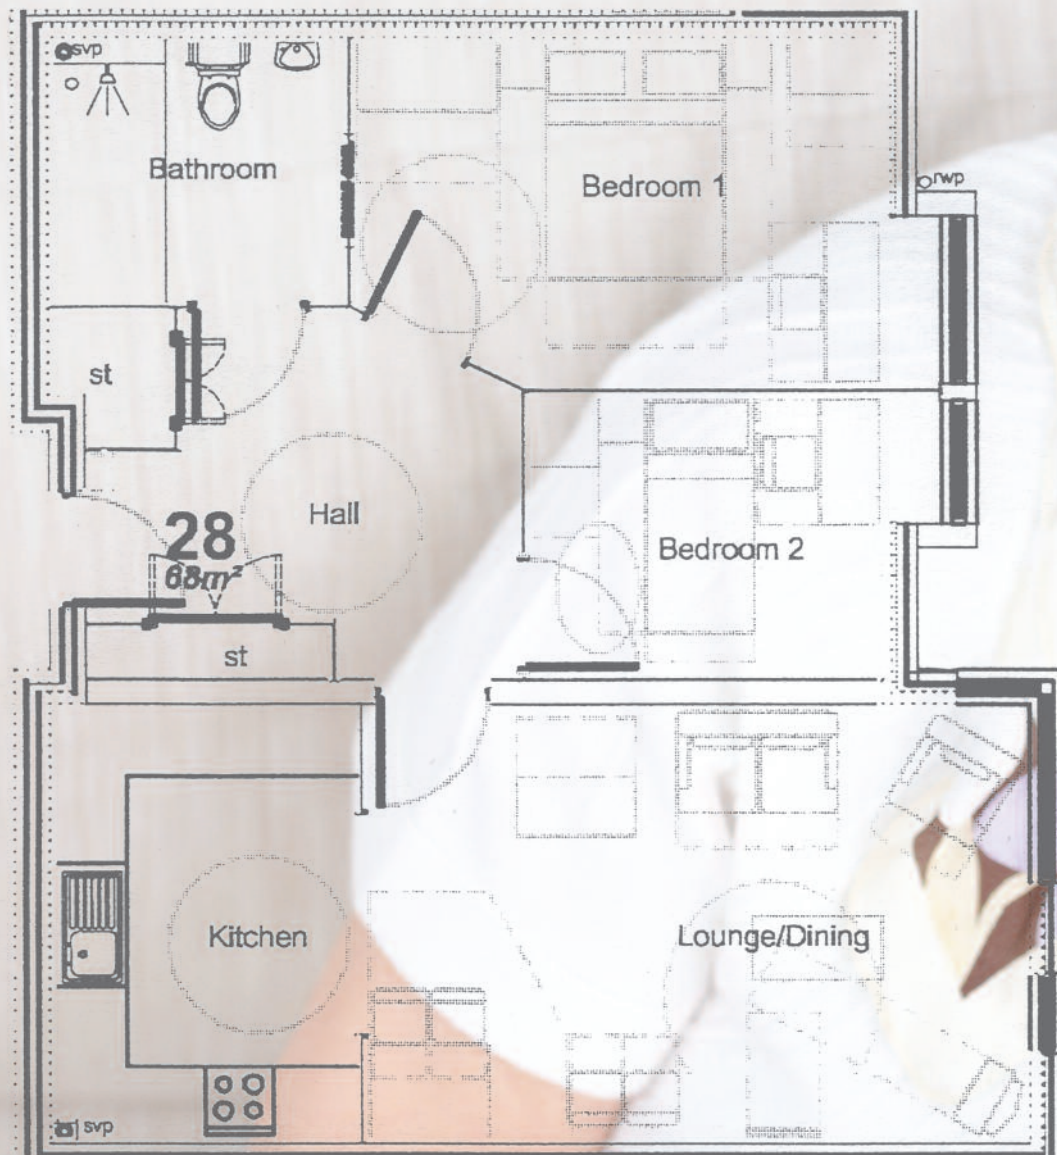 svp
Bathroom
Bedroom 1
rwp
st
Hall
28
68m²
Bedroom 2
st
Kitchen
Lounge/Dining
svp